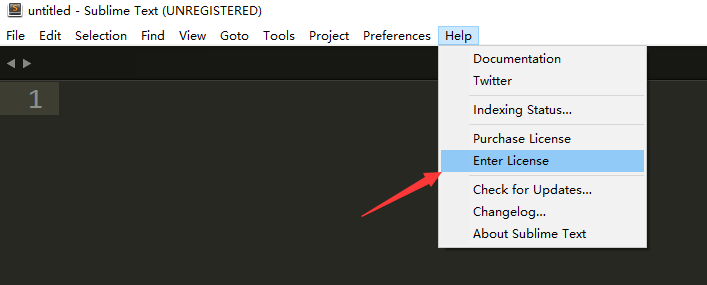 untitled - Sublime Text (UNREGISTERED)
File Edit Selection Find View Goto Tools Project Preferences Help
1
Documentation
Twitter
Indexing Status...
Purchase License
Enter License
Check for Updates...
Changelog...
About Sublime Text